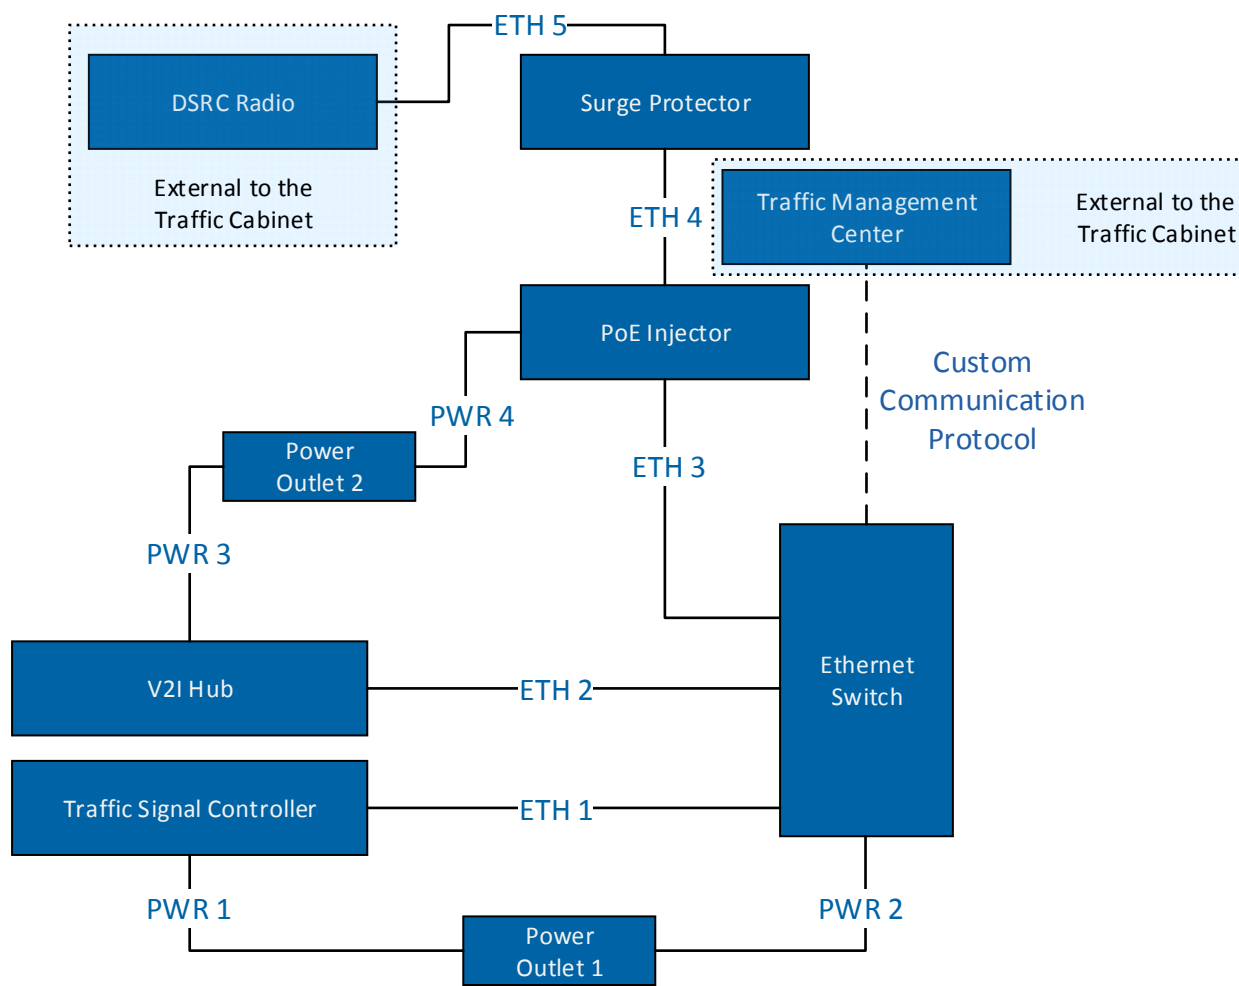 ETH 5
DSRC Radio
Surge Protector
External to the
Traffic Cabinet
ETH 4
Traffic Management
Center
External to the
Traffic Cabinet
PoE Injector
Custom
Communication
Protocol
PWR 4
Power
Outlet 2
ETH 3
PWR 3
V2I Hub
ETH 2
Ethernet
Switch
Traffic Signal Controller
ETH 1
PWR 1
PWR 2
Power
Outlet 1